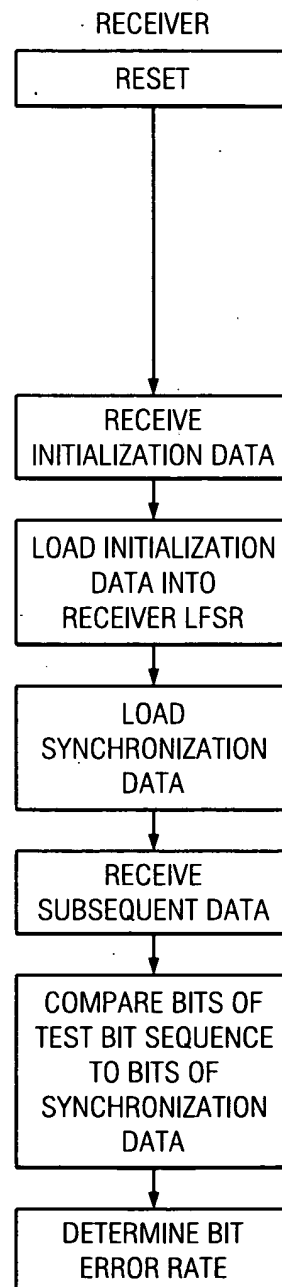 RECEIVER
RESET
RECEIVE
INITIALIZATION DATA
LOAD INITIALIZATION
DATA INTO
RECEIVER LFSR
LOAD
SYNCHRONIZATION
DATA
RECEIVE
SUBSEQUENT DATA
COMPARE BITS OF
TEST BIT SEQUENCE
TO BITS OF
SYNCHRONIZATION
DATA
DETERMINE BIT
ERROR RATE